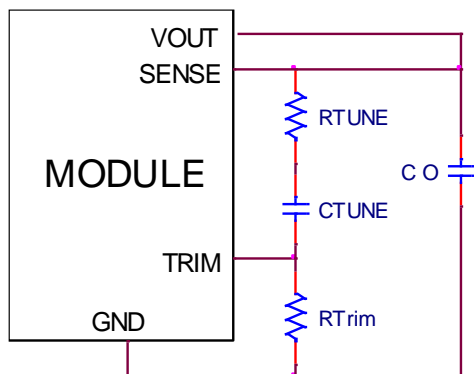 VOUT
SENSE
RTUNE
MODULE
C O
CTUNE
TRIM
GND
RTrim